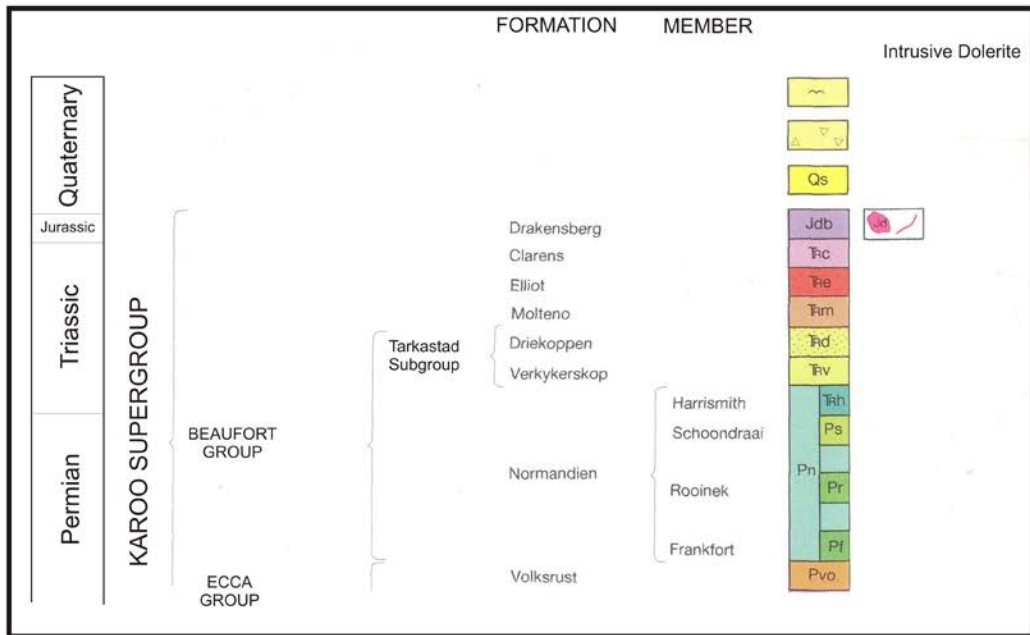 FORMATION MEMBER
Intrusive Dolerite
Quaternary
Qs
Jurassic
Drakensberg Jdb Jd
Triassic
Clarens TRc
Elliot TRe
Molteno TRm
Tarkastad
Subgroup
Driekoppen TRd
Verkykerskop TRv
KAROO SUPERGROUP
Permian
BEAUFORT
GROUP
Normandien
Harrismith TRh
Schoondraai Ps
Pn
Rooinek Pr
Frankfort Pf
ECCA
GROUP
Volksrust Pvo